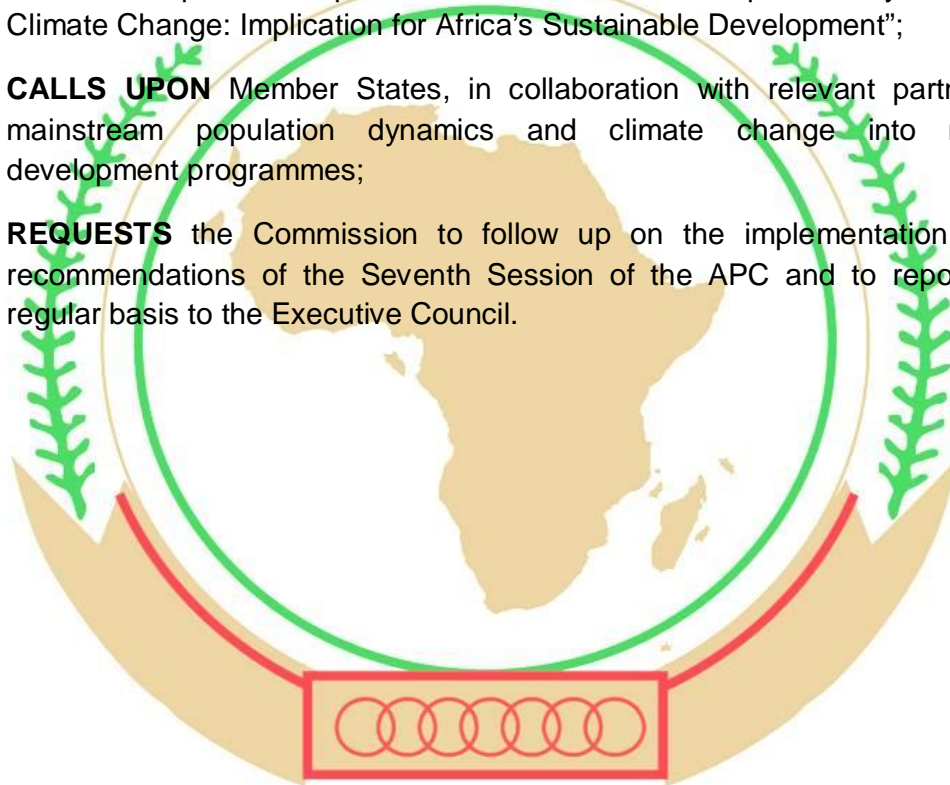 Climate Change: Implication for Africa's Sustainable Development”;
CALLS UPON Member States, in collaboration with relevant
mainstream population dynamics and climate change into
development programmes;
REQUESTS the Commission to follow up on the implementation
recommendations of the Seventh Session of the APC and to
regular basis to the Executive Council.